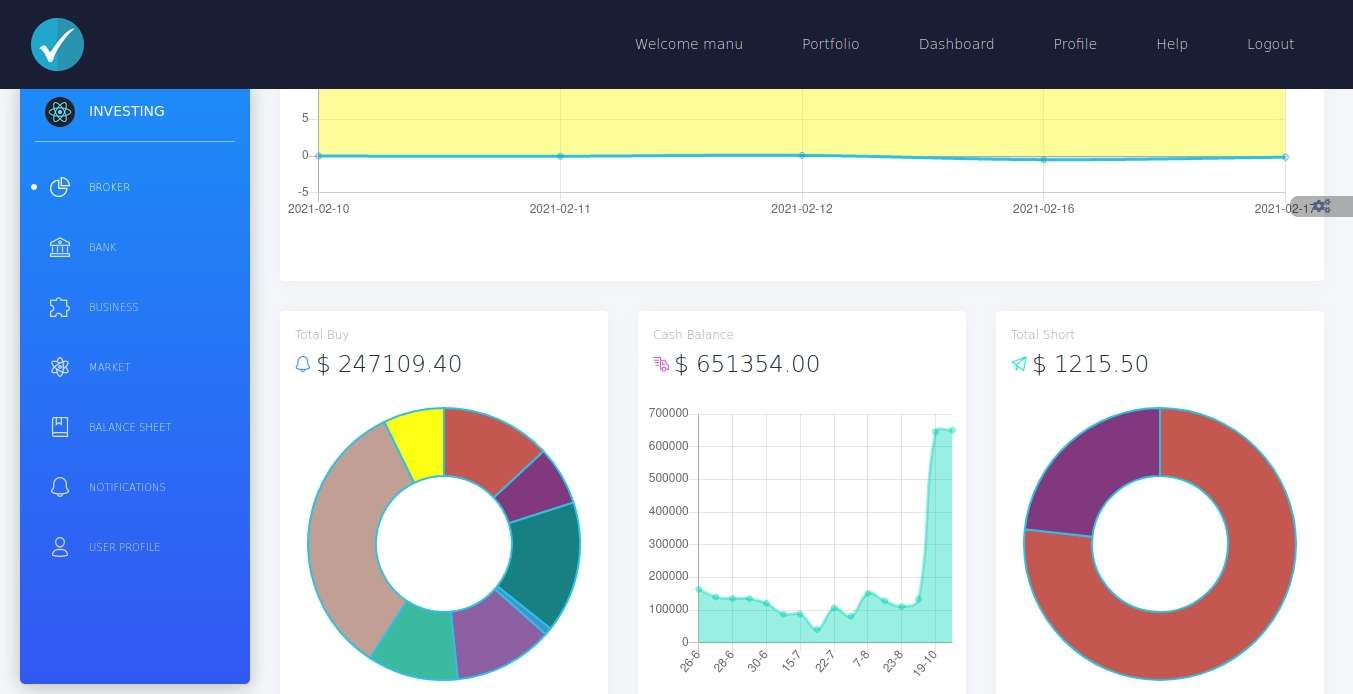 Welcome manu
Portfolio
Dashboard
Profile
Help
Logout
INVESTING
BROKER
BANK
BUSINESS
MARKET
BALANCE SHEET
NOTIFICATIONS
USER PROFILE
5
0
-5
2021-02-10
2021-02-11
2021-02-12
2021-02-16
2021-02-17
Total Buy
$ 247109.40
Cash Balance
$ 651354.00
700000
600000
500000
400000
300000
200000
100000
0
26-6
28-6
30-6
15-7
22-7
7-8
23-8
19-10
Total Short
$ 1215.50